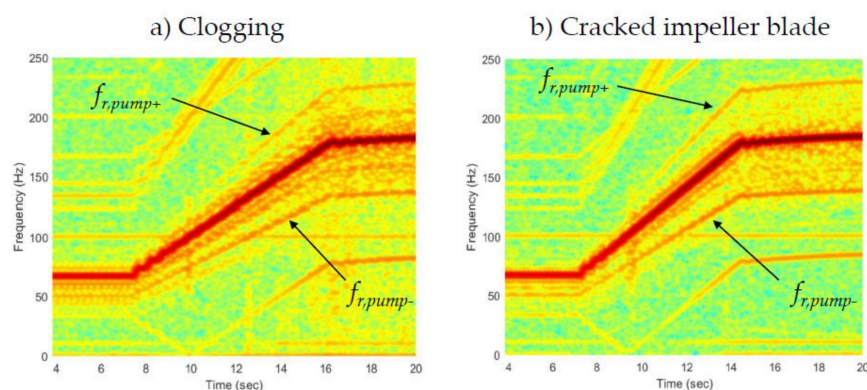 a) Clogging
b) Cracked impeller blade
250
200
150
100
50
0
Frequency (Hz)
4 6 8 10 12 14 16 18 20
Time (sec)
fr,pump+
fr,pump-
250
200
150
100
50
0
Frequency (Hz)
4 6 8 10 12 14 16 18 20
Time (sec)
fr,pump+
fr,pump-